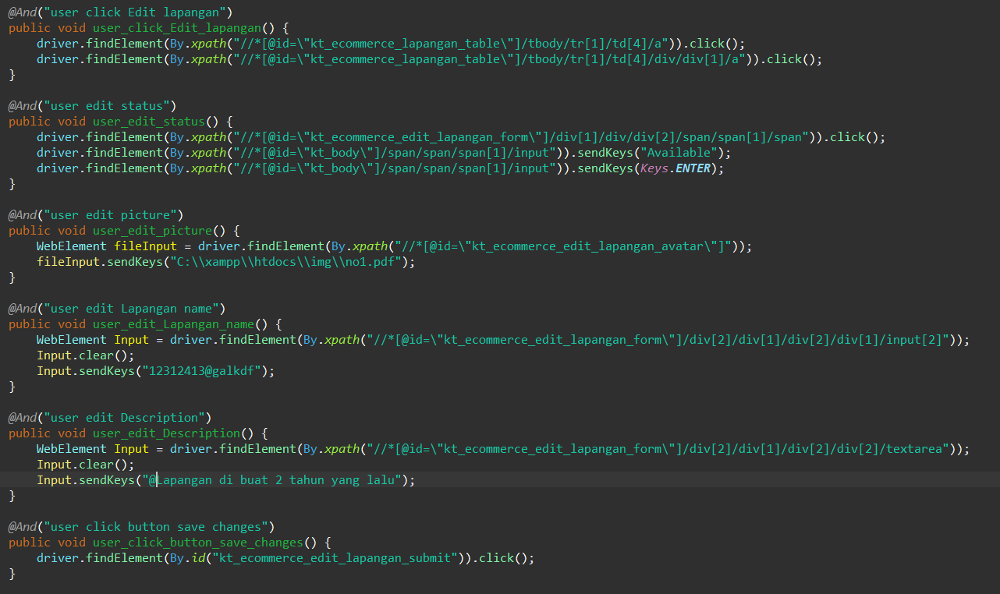 @And("user click Edit lapangan")
public void user_click_Edit_lapangan() {
    driver.findElement(By.xpath("//*[@id=\"kt_ecommerce_lapangan_table\"]/tbody/tr[1]/td[4]/a")).click();
    driver.findElement(By.xpath("//*[@id=\"kt_ecommerce_lapangan_table\"]/tbody/tr[1]/td[4]/div/div[1]/a")).click();
}

@And("user edit status")
public void user_edit_status() {
    driver.findElement(By.xpath("//*[@id=\"kt_ecommerce_edit_lapangan_form\"]/div[1]/div/div[2]/span/span[1]/span")).click();
    driver.findElement(By.xpath("//*[@id=\"kt_body\"]/span/span/span[1]/input")).sendKeys("Available");
    driver.findElement(By.xpath("//*[@id=\"kt_body\"]/span/span/span[1]/input")).sendKeys(Keys.ENTER);
}

@And("user edit picture")
public void user_edit_picture() {
    WebElement fileInput = driver.findElement(By.xpath("//*[@id=\"kt_ecommerce_edit_lapangan_avatar\"]"));
    fileInput.sendKeys("C:\\xampp\\htdocs\\img\\no1.pdf");
}

@And("user edit Lapangan name")
public void user_edit_Lapangan_name() {
    WebElement Input = driver.findElement(By.xpath("//*[@id=\"kt_ecommerce_edit_lapangan_form\"]/div[2]/div[1]/div[2]/div[1]/input[2]"));
    Input.clear();
    Input.sendKeys("12312413@galkdf");
}

@And("user edit Description")
public void user_edit_Description() {
    WebElement Input = driver.findElement(By.xpath("//*[@id=\"kt_ecommerce_edit_lapangan_form\"]/div[2]/div[1]/div[2]/div[2]/textarea"));
    Input.clear();
    Input.sendKeys("@Lapangan di buat 2 tahun yang lalu");
}

@And("user click button save changes")
public void user_click_button_save_changes() {
    driver.findElement(By.id("kt_ecommerce_edit_lapangan_submit")).click();
}